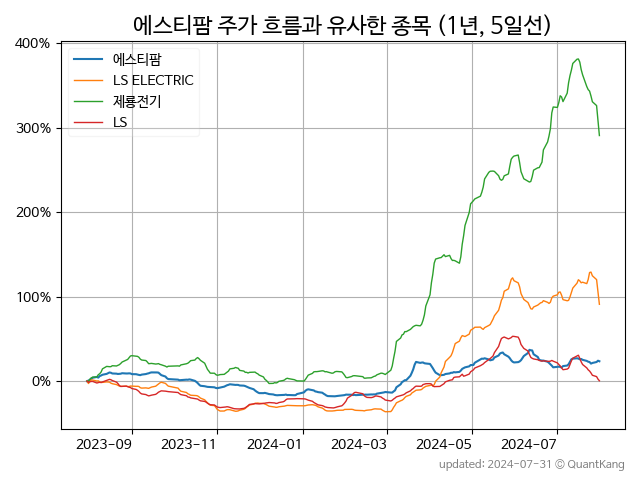 에스티팜 주가 흐름과 유사한 종목 (1년, 5일선)
400%
300%
200%
100%
0%
에스티팜
LS ELECTRIC
제룡전기
LS
2023-09 2023-11 2024-01 2024-03 2024-05 2024-07
updated: 2024-07-31 © QuantKang